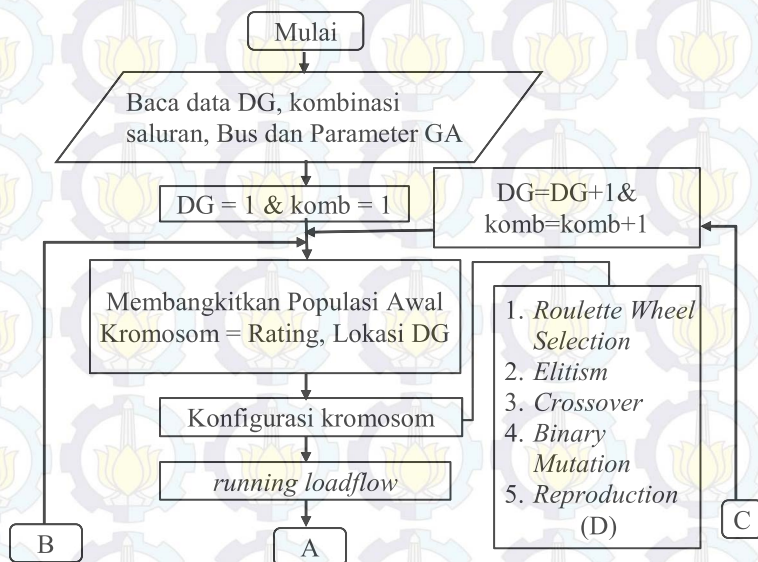 Mulai
Baca data DG, kombinasi
saluran, Bus dan Parameter GA
DG = 1 & komb = 1
DG=DG+1&
komb=komb+1
Membangkitkan Populasi Awal
Kromosom = Rating, Lokasi DG
1. Roulette Wheel
Selection
2. Elitism
3. Crossover
4. Binary
Mutation
5. Reproduction
(D)
Konfigurasi kromosom
running loadflow
A
B
C